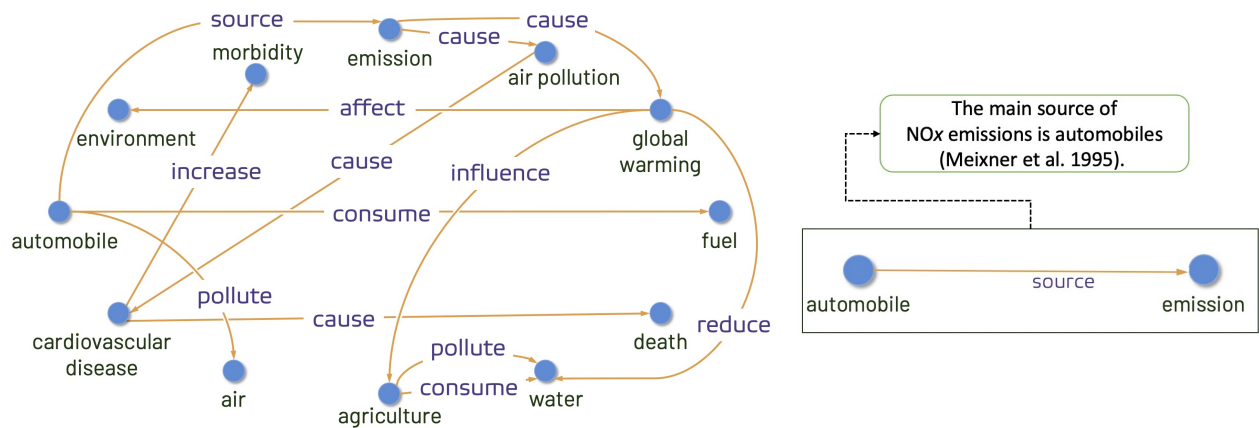 source
cause
morbidity
emission
cause
air pollution
environment
affect
global
warming
increase
cause
influence
automobile
consume
fuel
pollute
cardiovascular
disease
cause
death
reduce
air
pollute
consume
agriculture
water
The main source of
NOx emissions is automobiles
(Meixner et al. 1995).
automobile
source
emission